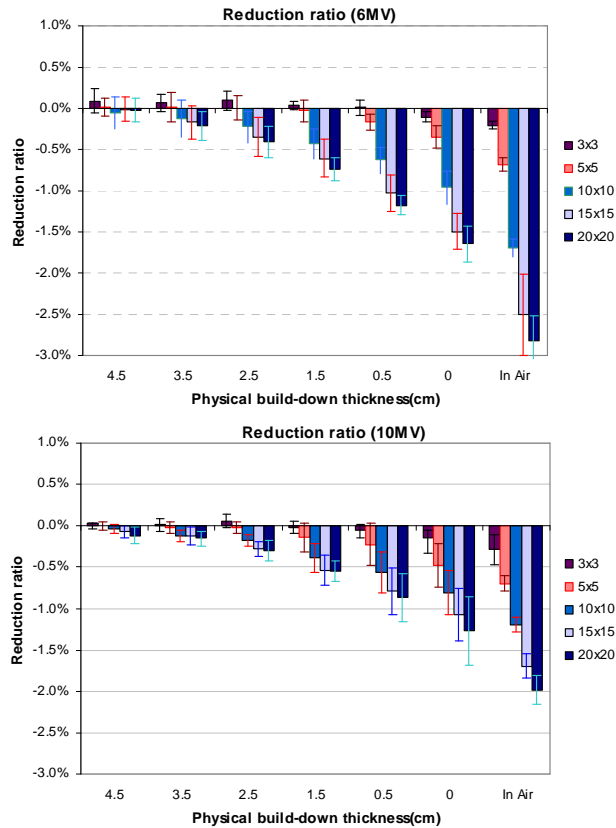 Reduction ratio (6MV)
1.0%
0.5%
0.0%
-0.5%
-1.0%
-1.5%
-2.0%
-2.5%
-3.0%
Reduction ratio
4.5 3.5 2.5 1.5 0.5 0 In Air
Physical build-down thickness(cm)
3x3
5x5
10x10
15x15
20x20
Reduction ratio (10MV)
1.0%
0.5%
0.0%
-0.5%
-1.0%
-1.5%
-2.0%
-2.5%
-3.0%
Reduction ratio
4.5 3.5 2.5 1.5 0.5 0 In Air
Physical build-down thickness(cm)
3x3
5x5
10x10
15x15
20x20